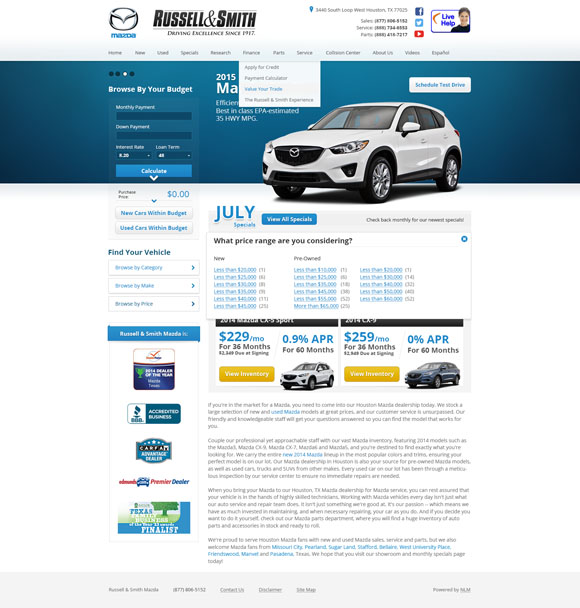 mazda
RUSSELL & SMITH
DRIVING EXCELLENCE SINCE 1917.
3440 South Loop West Houston, TX 77025
Sales: (877) 806-5152
Service: (888) 734-8553
Parts: (888) 414-7217
Live Help
Home New Used Specials Research Finance Parts Service Collision Center About Us Videos Español
Apply for Credit
Payment Calculator
Value Your Trade
The Russell & Smith Experience
2015
Ma
Efficien
Best in class EPA-estimated
35 HWY MPG.
Schedule Test Drive
Browse By Your Budget
Monthly Payment
Down Payment
Interest Rate Loan Term
8.20 48
Calculate
Purchase Price: $0.00
New Cars Within Budget
Used Cars Within Budget
Find Your Vehicle
Browse by Category
Browse by Make
Browse by Price
JULY
Specials
View All Specials
Check back monthly for our newest specials!
What price range are you considering?
New
Less than $20,000 (1)
Less than $25,000 (6)
Less than $30,000 (8)
Less than $35,000 (9)
Less than $40,000 (11)
Less than $45,000 (25)
Pre-Owned
Less than $10,000 (1)
Less than $25,000 (6)
Less than $35,000 (18)
Less than $45,000 (38)
Less than $55,000 (52)
More than $65,000 (25)
Less than $20,000 (14)
Less than $30,000 (14)
Less than $40,000 (32)
Less than $50,000 (40)
Less than $60,000 (52)
2014 Mazda CX-5 Sport
$229/mo
For 36 Months
$2,349 Due at Signing
0.9% APR
For 60 Months
View Inventory
2014 CX-9
$259/mo
For 36 Months
$2,949 Due at Signing
0% APR
For 60 Months
View Inventory
Russell & Smith Mazda is:
2014 DEALER OF THE YEAR
Mazda
Texas
BBB
ACCREDITED BUSINESS
CARFAX
ADVANTAGE DEALER
edmunds Premier Dealer
TEXAS
BUSINESS
of the Year Awards
FINALIST
If you're in the market for a Mazda, you need to come into our Houston Mazda dealership today. We stock a
large selection of new and used Mazda models at great prices, and our customer service is unsurpassed. Our
friendly and knowledgeable staff will get your questions answered so you can find the model that works for
you.
Couple our professional yet approachable staff with our vast Mazda inventory, featuring 2014 models such as
the Mazda6, Mazda CX-9, Mazda CX-7, Mazda6 and Mazda5, and you're destined to find exactly what you're
looking for. We carry the entire new 2014 Mazda lineup in the most popular colors and trims, ensuring your
perfect model is on our lot. Our Mazda dealership in Houston is also your source for pre-owned Mazda models,
as well as used cars, trucks and SUVs from other makes. Every used car on our lot has been through a meticu-
lous inspection by our service center to ensure no immediate repairs are needed.
When you bring your Mazda to our Houston, TX Mazda dealership for Mazda service, you can rest assured that
your vehicle is in the hands of highly skilled technicians. Working with Mazda vehicles every day isn't just what
our auto service and repair team does. It isn't just something we're good at. It's our passion – which means we
have as much invested in maintaining, and when necessary repairing, your car as you do. And if you decide you
want to do it yourself, check out our Mazda parts department, where you will find a huge inventory of auto
parts and accessories in stock and ready to roll.
We're proud to serve Houston Mazda fans with new and used Mazda sales, service and parts, but we also
welcome Mazda fans from Missouri City, Pearland, Sugar Land, Stafford, Bellaire, West University Place,
Friendswood, Manvel and Pasadena, Texas. We hope that you visit our showroom and monthly specials page
today!
Russell & Smith Mazda (877) 806-5152 Contact Us Disclaimer Site Map Powered by NLM